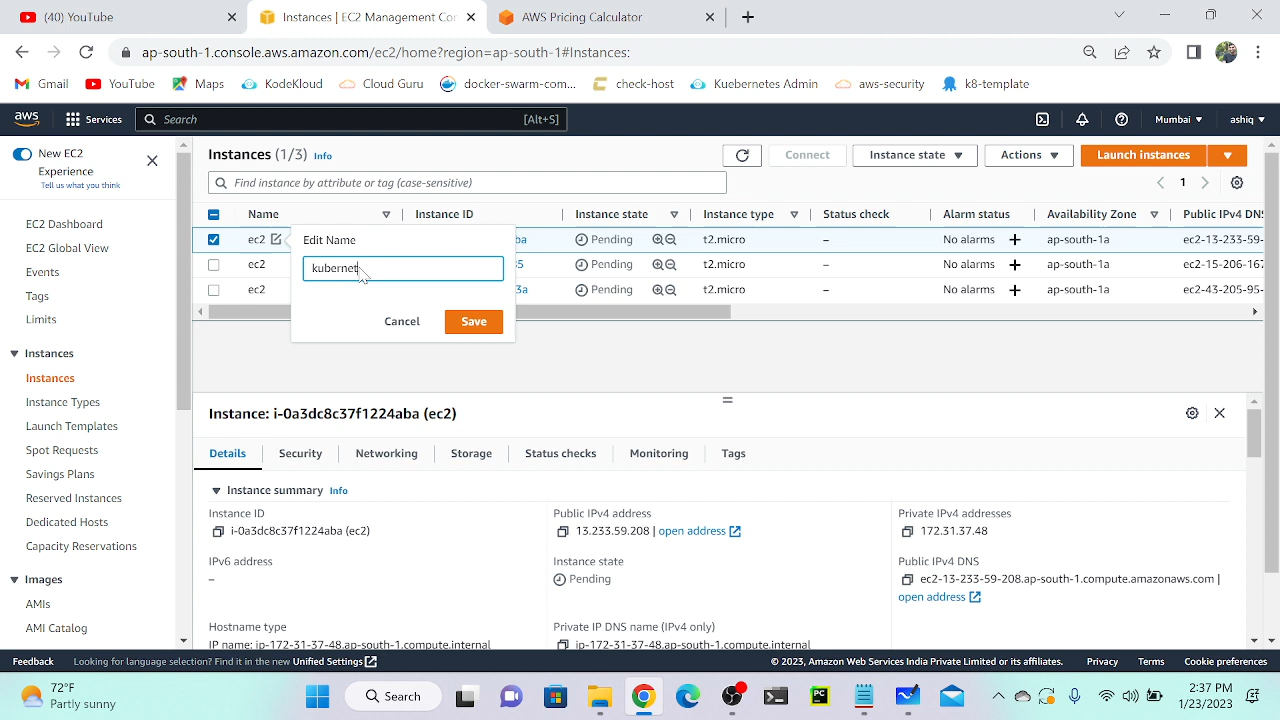 (40) YouTube
Instances | EC2 Management Con
AWS Pricing Calculator
ap-south-1.console.aws.amazon.com/ec2/home?region=ap-south-1#Instances:
Gmail YouTube Maps KodeKloud Cloud Guru docker-swarm-com... check-host Kubernetes Admin aws-security k8-template
aws Services Search [Alt+S] Mumbai ashiq
New EC2
Experience
Tell us what you think
EC2 Dashboard
EC2 Global View
Events
Tags
Limits
Instances
Instances
Instance Types
Launch Templates
Spot Requests
Savings Plans
Reserved Instances
Dedicated Hosts
Capacity Reservations
Images
AMIs
AMI Catalog
Instances (1/3) Info
Connect Instance state Actions Launch instances
Find instance by attribute or tag (case-sensitive)
1
Name Instance ID Instance state Instance type Status check Alarm status Availability Zone Public IPv4 DNS
ec2 ba Pending t2.micro – No alarms + ap-south-1a ec2-13-233-59-
ec2 35 Pending t2.micro – No alarms + ap-south-1a ec2-15-206-167
ec2 3a Pending t2.micro – No alarms + ap-south-1a ec2-43-205-95-
Edit Name
kubernet
Cancel Save
Instance: i-0a3dc8c37f1224aba (ec2)
Details Security Networking Storage Status checks Monitoring Tags
Instance summary Info
Instance ID
i-0a3dc8c37f1224aba (ec2)
Public IPv4 address
13.233.59.208 | open address
Private IPv4 addresses
172.31.37.48
IPv6 address
–
Instance state
Pending
Public IPv4 DNS
ec2-13-233-59-208.ap-south-1.compute.amazonaws.com |
open address
Hostname type
IP name: ip-172-31-37-48.ap-south-1.compute.internal
Private IP DNS name (IPv4 only)
ip-172-31-37-48.ap-south-1.compute.internal
Feedback Looking for language selection? Find it in the new Unified Settings © 2023, Amazon Web Services India Private Limited or its affiliates. Privacy Terms Cookie preferences
72°F
Partly sunny
Search
PC
2:37 PM
1/23/2023